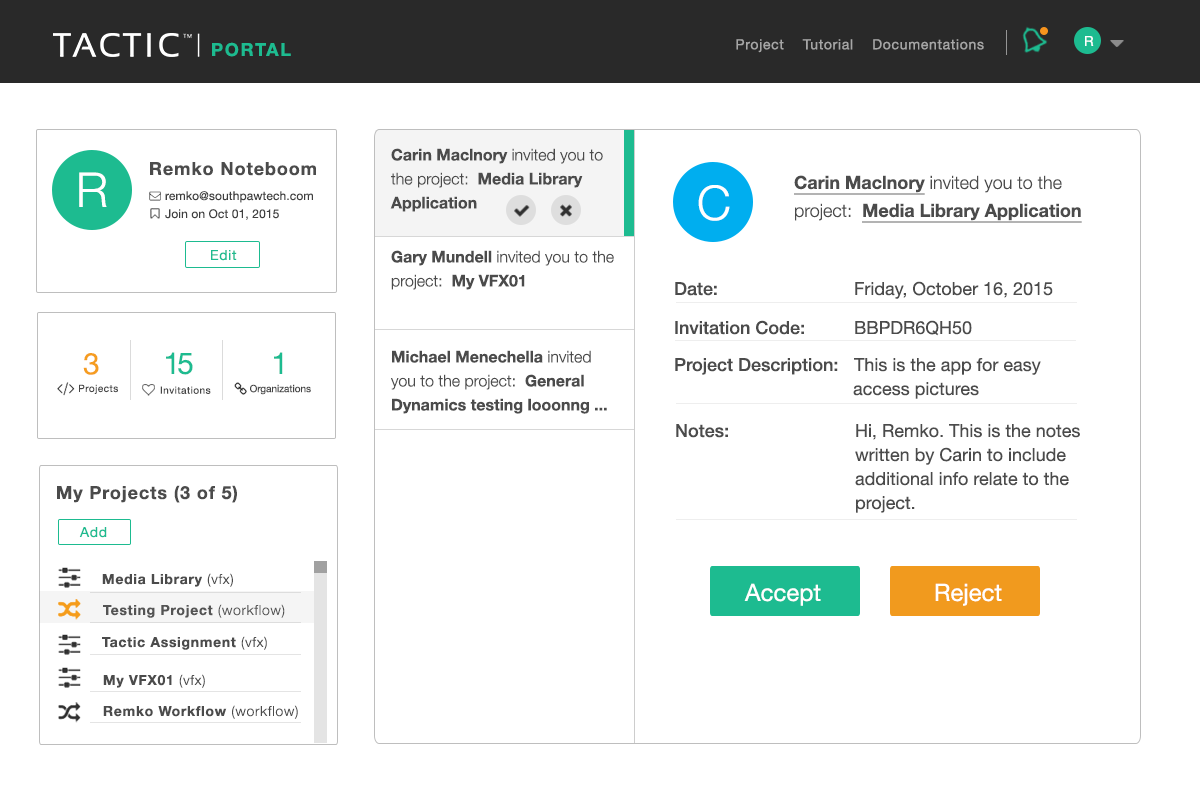 TACTIC™| PORTAL
Project Tutorial Documentations
R
R
Remko Noteboom
remko@southpawtech.com
Join on Oct 01, 2015
Edit
3 15 1
</> Projects Invitations Organizations
My Projects (3 of 5)
Add
Media Library (vfx)
Testing Project (workflow)
Tactic Assignment (vfx)
My VFX01 (vfx)
Remko Workflow (workflow)
Carin MacInory invited you to
the project: Media Library
Application
Gary Mundell invited you to the
project: My VFX01
Michael Menechella invited
you to the project: General
Dynamics testing looonng ...
C
Carin MacInory invited you to the
project: Media Library Application
Date: Friday, October 16, 2015
Invitation Code: BBPDR6QH50
Project Description: This is the app for easy
access pictures
Notes: Hi, Remko. This is the notes
written by Carin to include
additional info relate to the
project.
Accept Reject